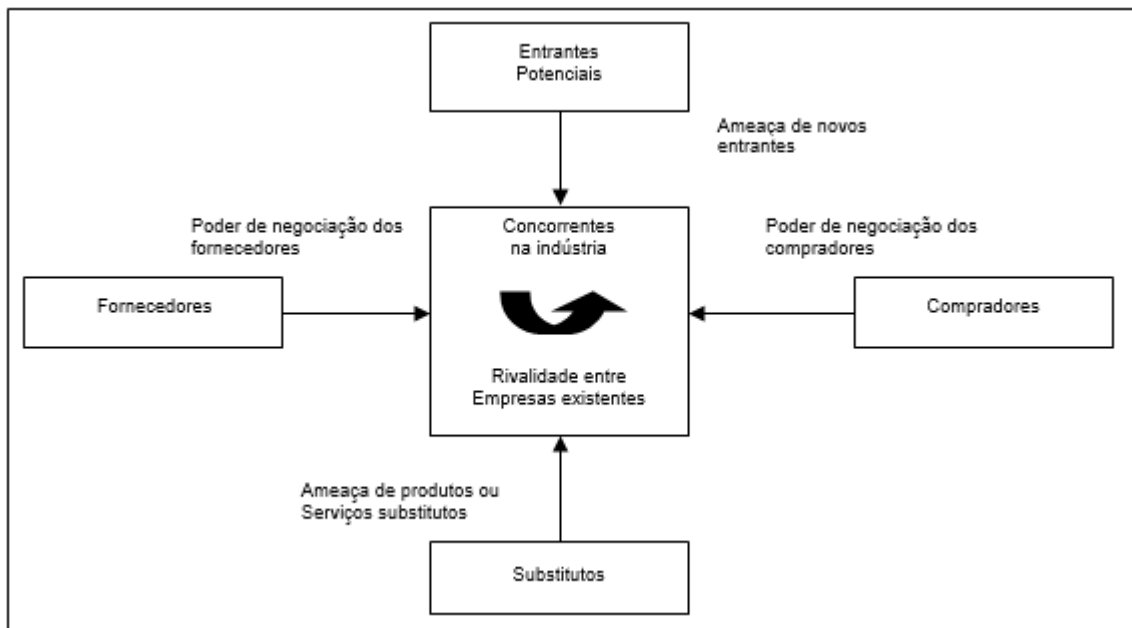 Entrantes
Potenciais
Ameaça de novos
entrantes
Poder de negociação dos
fornecedores
Concorrentes
na indústria
Poder de negociação dos
compradores
Fornecedores
Compradores
Rivalidade entre
Empresas existentes
Ameaça de produtos ou
Serviços substitutos
Substitutos